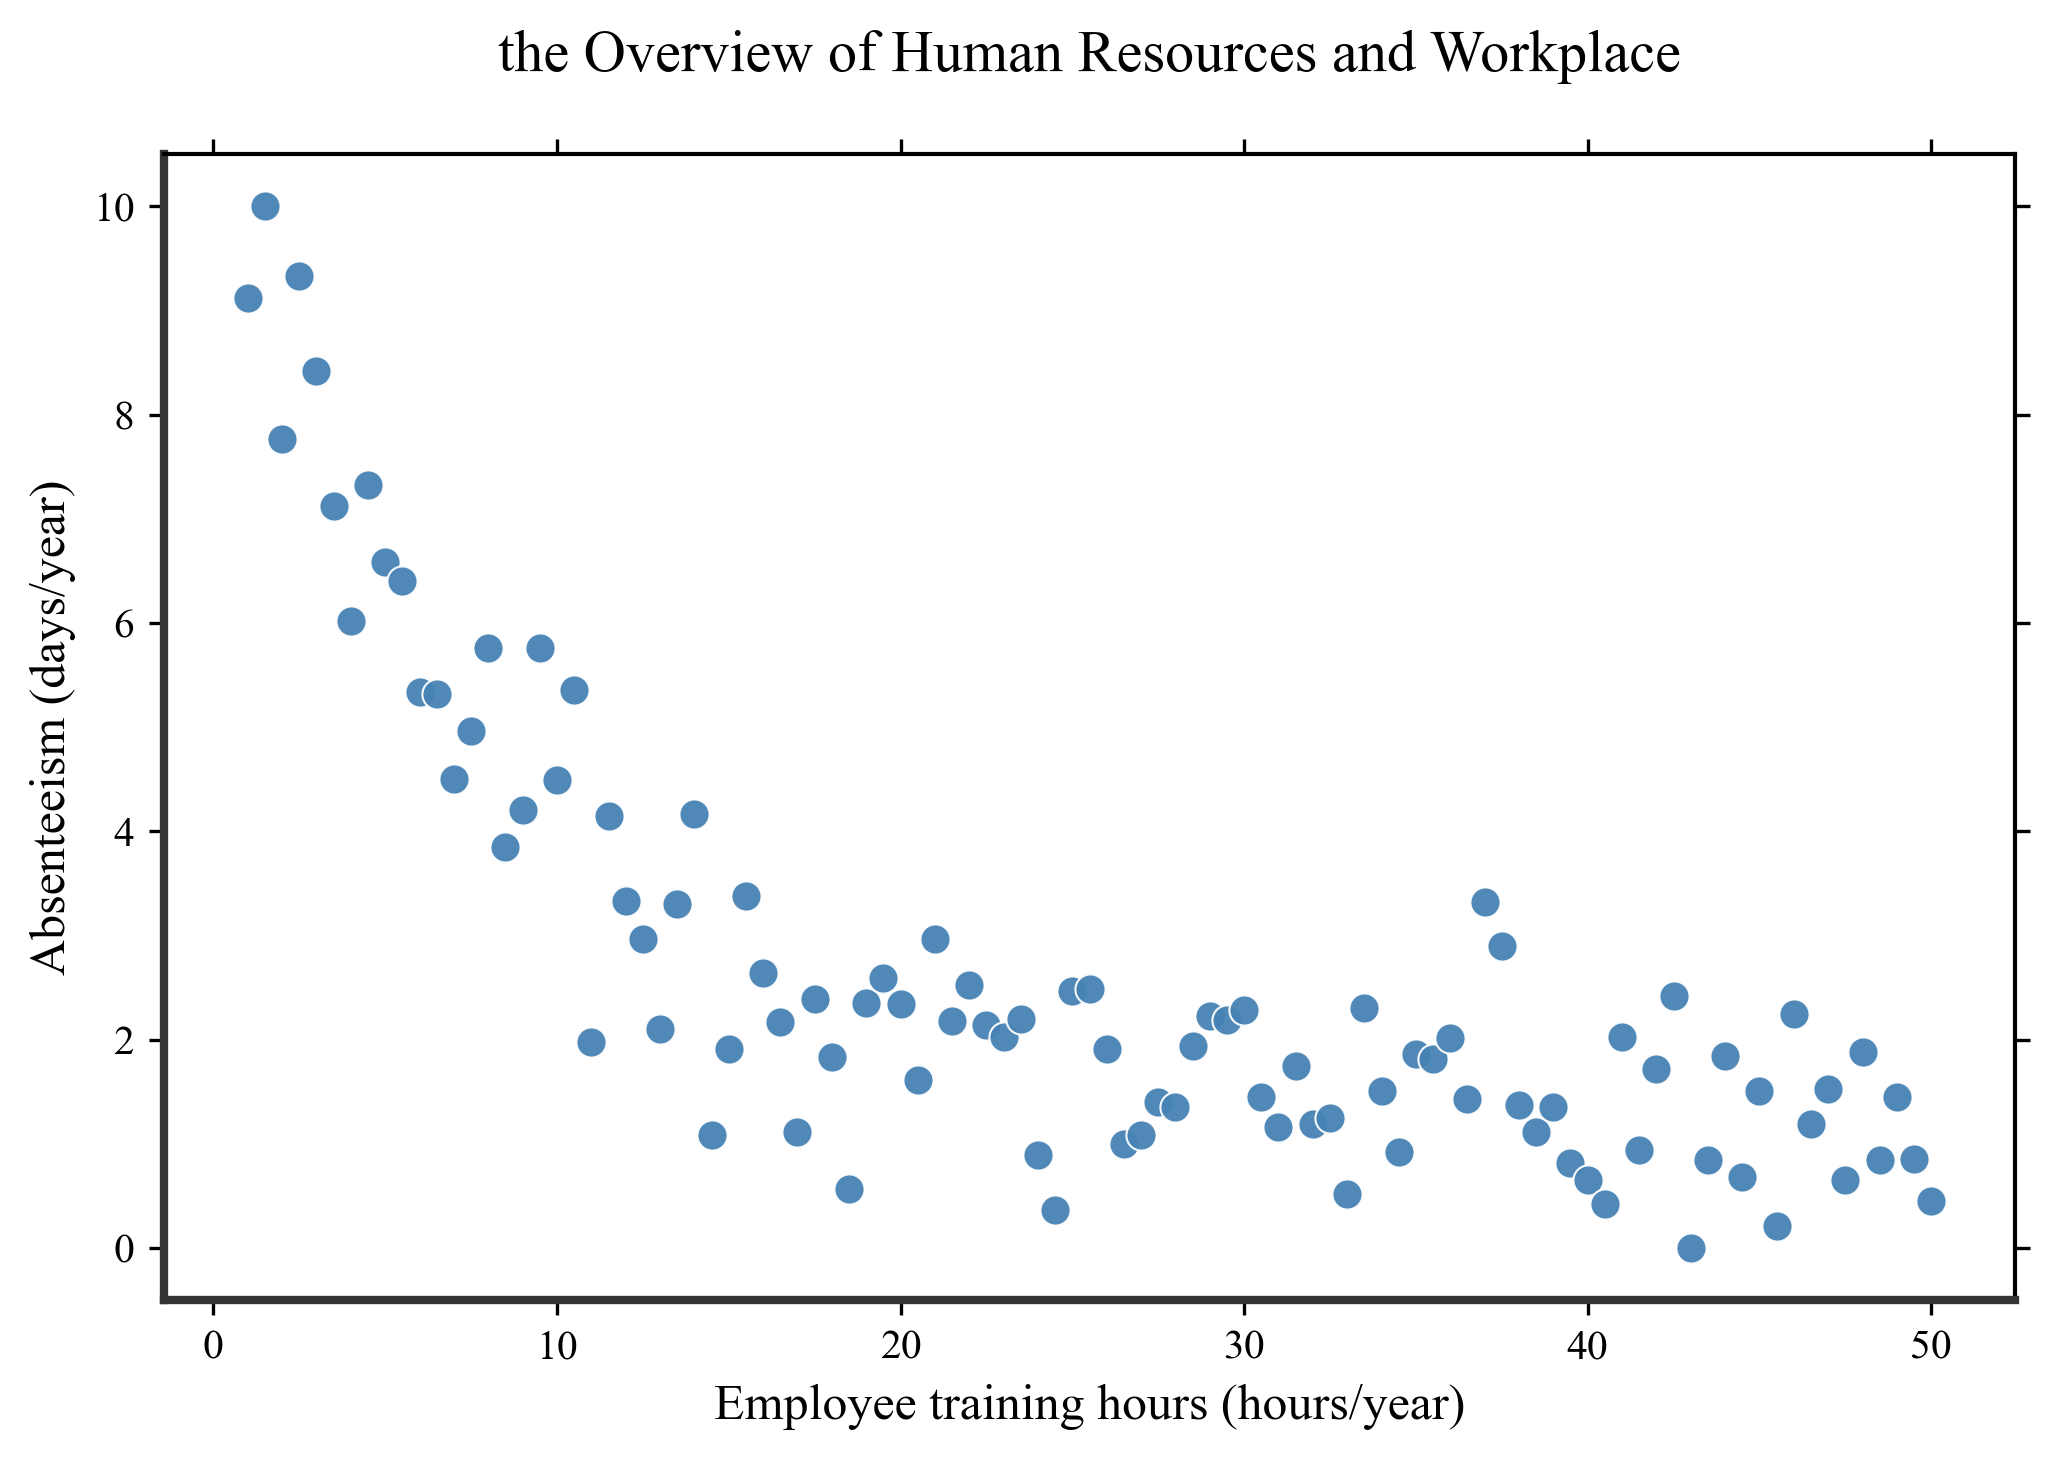 the Overview of Human Resources and Workplace
Absenteeism (days/year)
10
8
6
4
2
0
0 10 20 30 40 50
Employee training hours (hours/year)